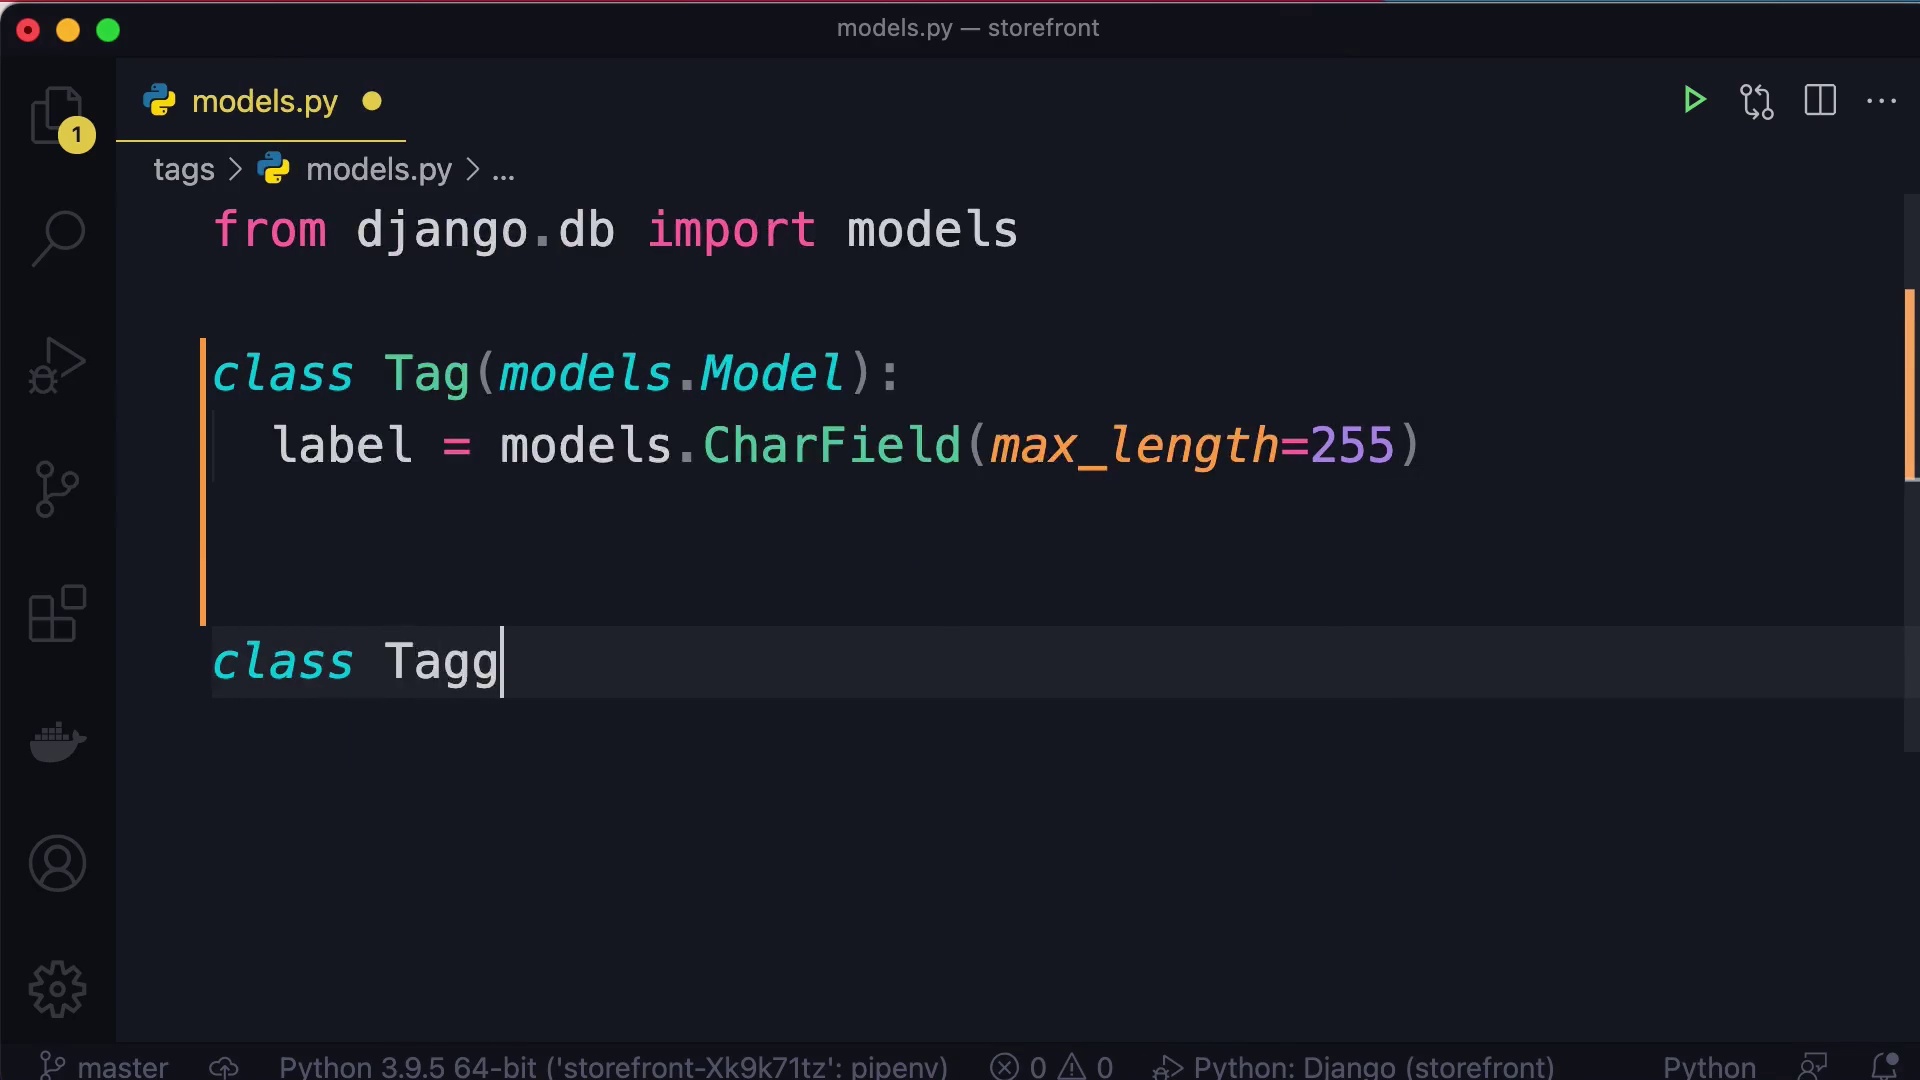 models.py — storefront
models.py
1
tags > models.py > ...
from django.db import models
class Tag(models.Model):
label = models.CharField(max_length=255)
class Tagg
master Python 3.9.5 64-bit ('storefront-Xk9k71tz': pipenv) 0 0 Python: Django (storefront) Python